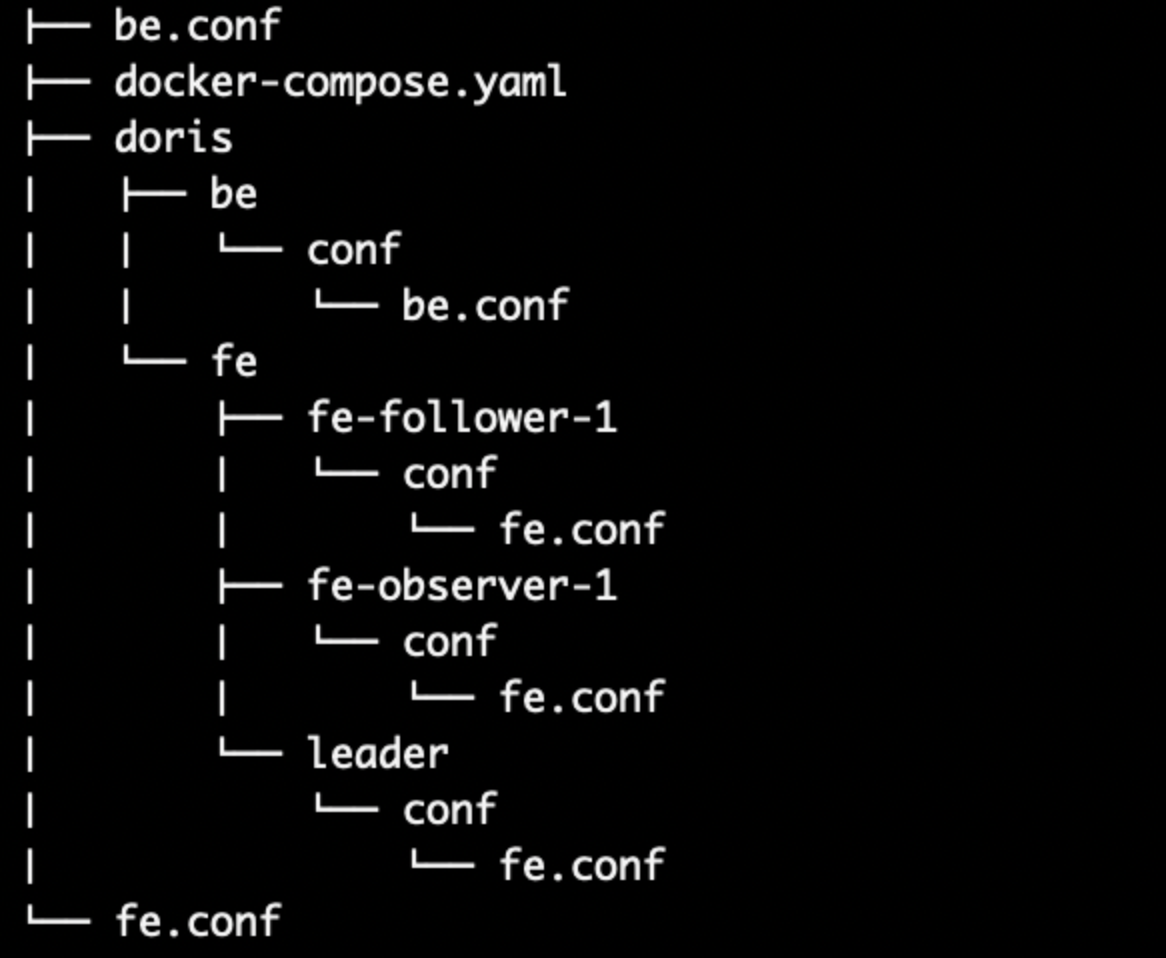 ├── be.conf
├── docker-compose.yaml
├── doris
│   ├── be
│   │   └── conf
│   │       └── be.conf
│   └── fe
│       ├── fe-follower-1
│       │   └── conf
│       │       └── fe.conf
│       ├── fe-observer-1
│       │   └── conf
│       │       └── fe.conf
│       └── leader
│           └── conf
│               └── fe.conf
└── fe.conf